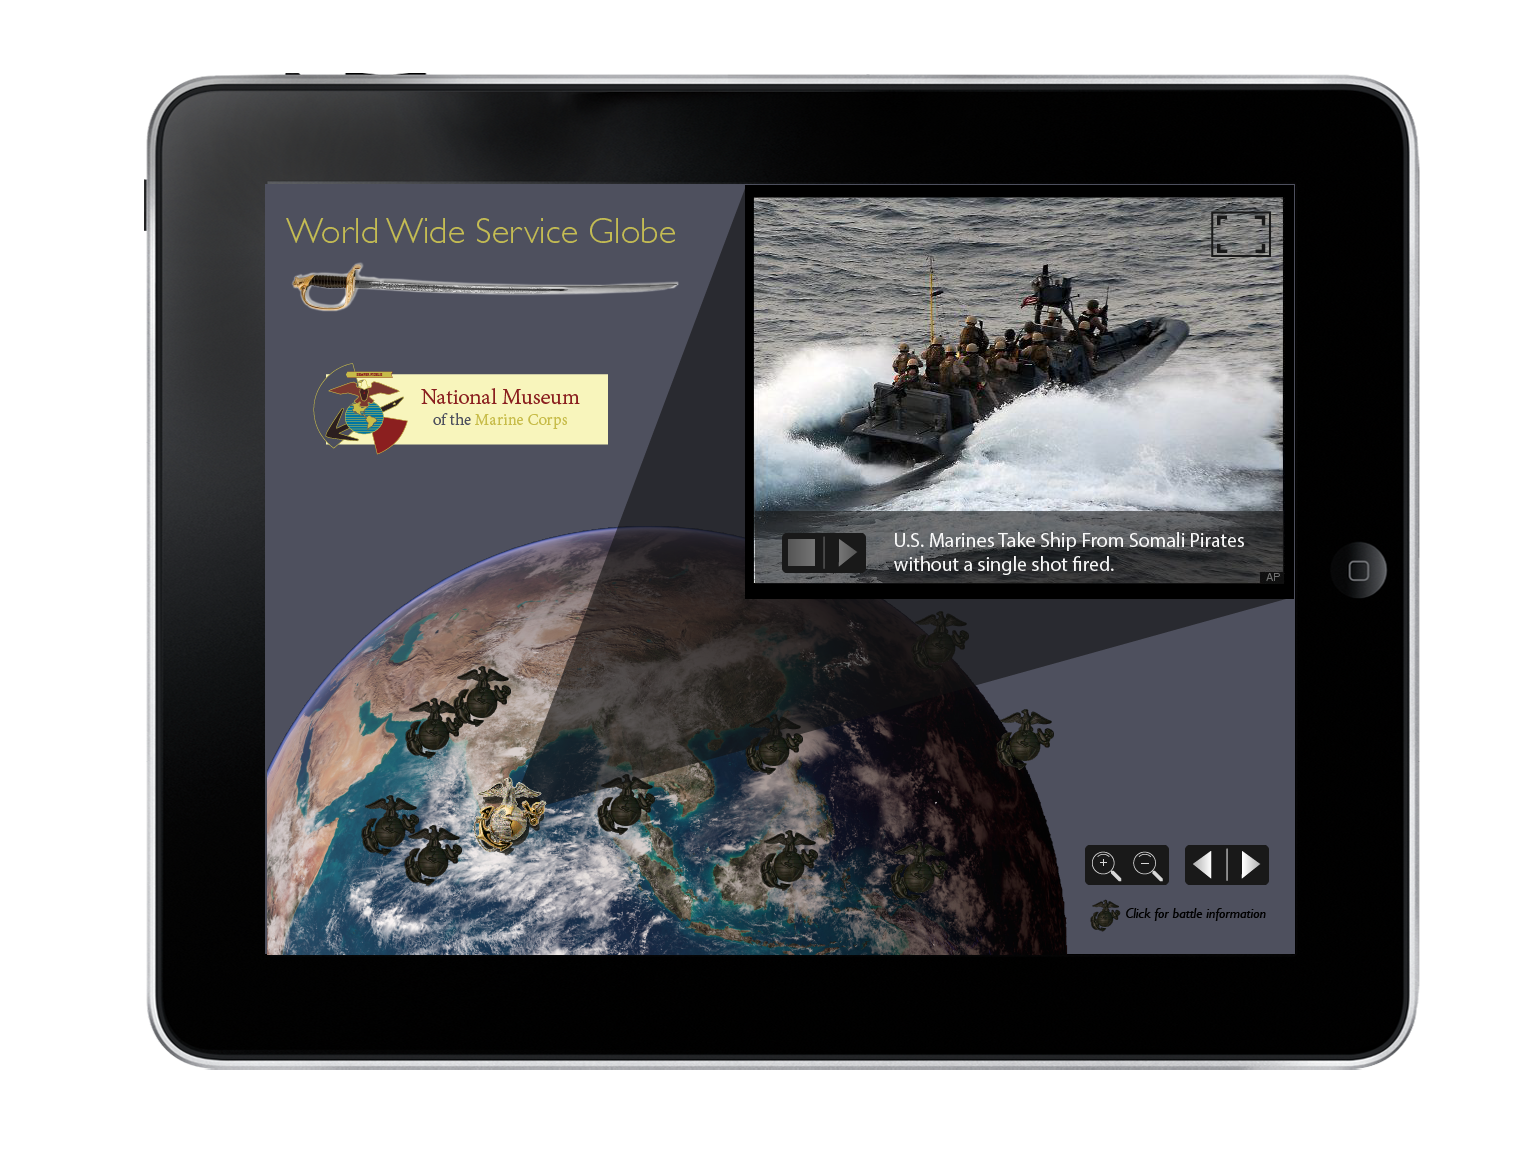 World Wide Service Globe
National Museum
of the Marine Corps
U.S. Marines Take Ship From Somali Pirates
without a single shot fired.
AP
Click for battle information